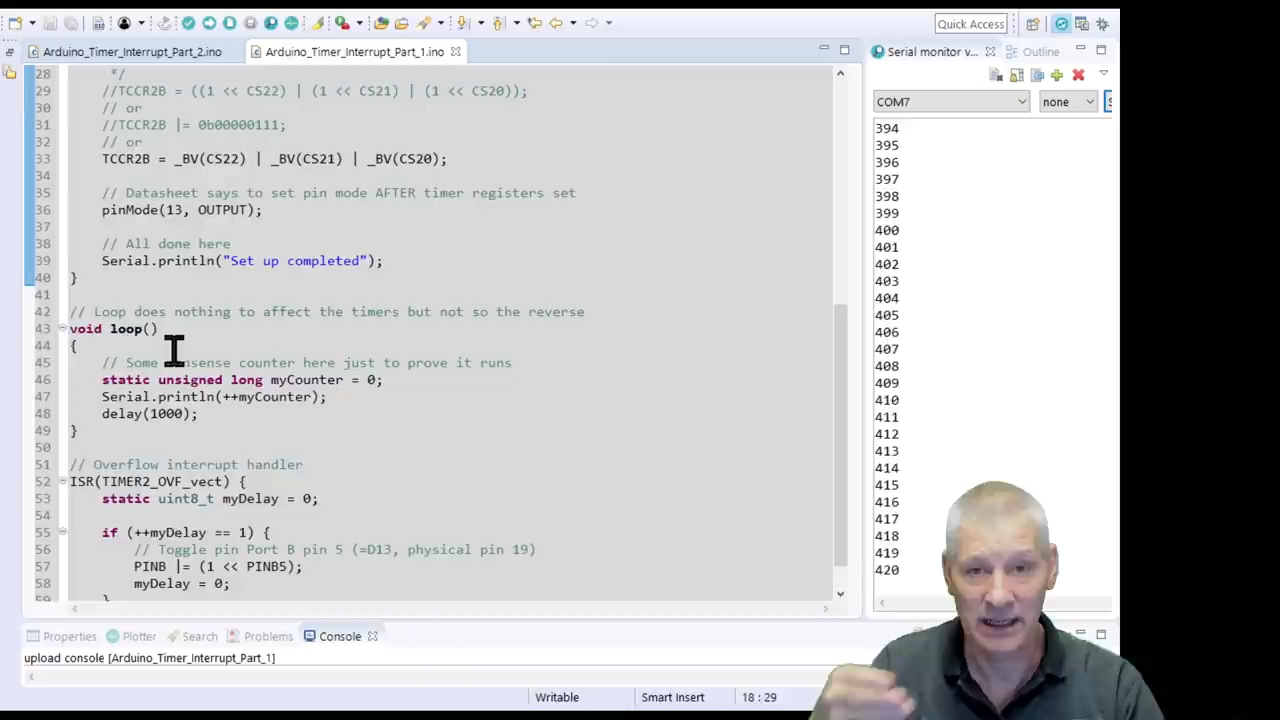 Quick Access
Arduino_Timer_Interrupt_Part_2.ino
Arduino_Timer_Interrupt_Part_1.ino
28 */
29 //TCCR2B = ((1 << CS22) | (1 << CS21) | (1 << CS20));
30 // or
31 //TCCR2B |= 0b00000111;
32 // or
33 TCCR2B = _BV(CS22) | _BV(CS21) | _BV(CS20);
34
35 // Datasheet says to set pin mode AFTER timer registers set
36 pinMode(13, OUTPUT);
37
38 // All done here
39 Serial.println("Set up completed");
40 }
41
42 // Loop does nothing to affect the timers but not so the reverse
43 void loop()
44 {
45 // Some nsense counter here just to prove it runs
46 static unsigned long myCounter = 0;
47 Serial.println(++myCounter);
48 delay(1000);
49 }
50
51 // Overflow interrupt handler
52 ISR(TIMER2_OVF_vect) {
53 static uint8_t myDelay = 0;
54
55 if (++myDelay == 1) {
56 // Toggle pin Port B pin 5 (=D13, physical pin 19)
57 PINB |= (1 << PINB5);
58 myDelay = 0;
59 }
Serial monitor v...
Outline
COM7
none
394
395
396
397
398
399
400
401
402
403
404
405
406
407
408
409
410
411
412
413
414
415
416
417
418
419
420
Properties
Plotter
Search
Problems
Console
upload console [Arduino_Timer_Interrupt_Part_1]
Writable
Smart Insert
18 : 29